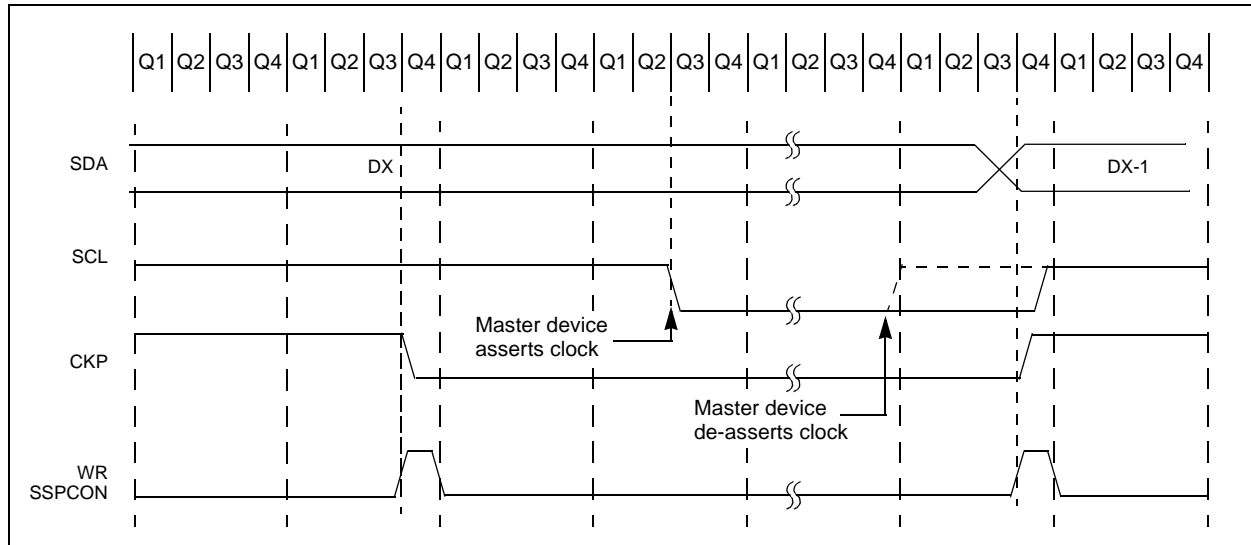 Q1 Q2 Q3 Q4 Q1 Q2 Q3 Q4 Q1 Q2 Q3 Q4 Q1 Q2 Q3 Q4 Q1 Q2 Q3 Q4 Q1 Q2 Q3 Q4 Q1 Q2 Q3 Q4
SDA
DX
DX-1
SCL
Master device
asserts clock
CKP
Master device
de-asserts clock
WR
SSPCON